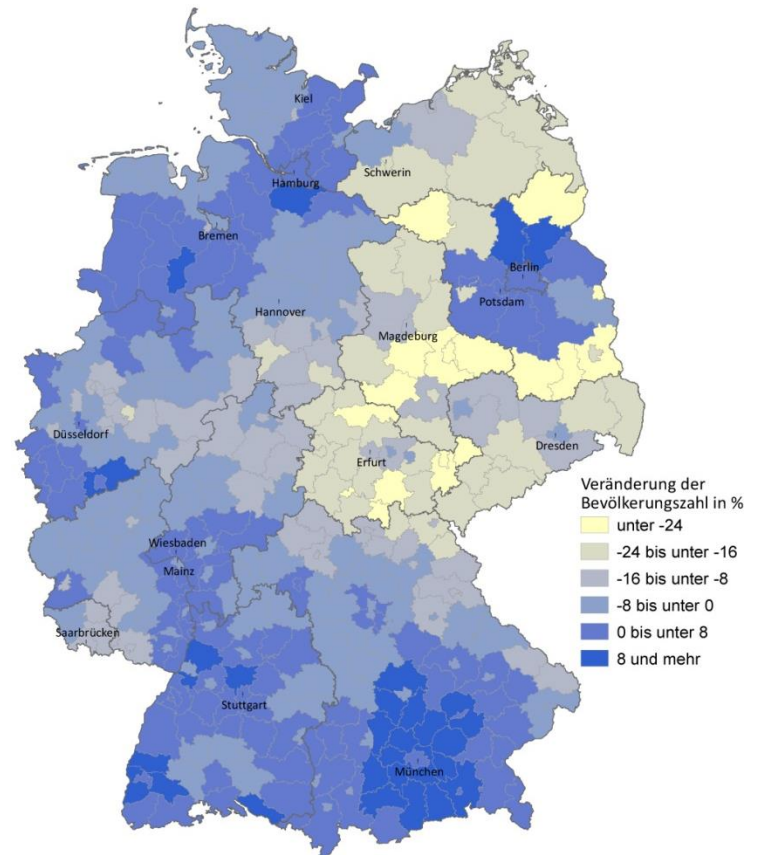 Kiel
Schwerin
Hamburg
Bremen
Berlin
Hannover
Potsdam
Magdeburg
Düsseldorf
Dresden
Erfurt
Wiesbaden
Mainz
Saarbrücken
Stuttgart
München
Veränderung der
Bevölkerungszahl in %
unter -24
-24 bis unter -16
-16 bis unter -8
-8 bis unter 0
0 bis unter 8
8 und mehr